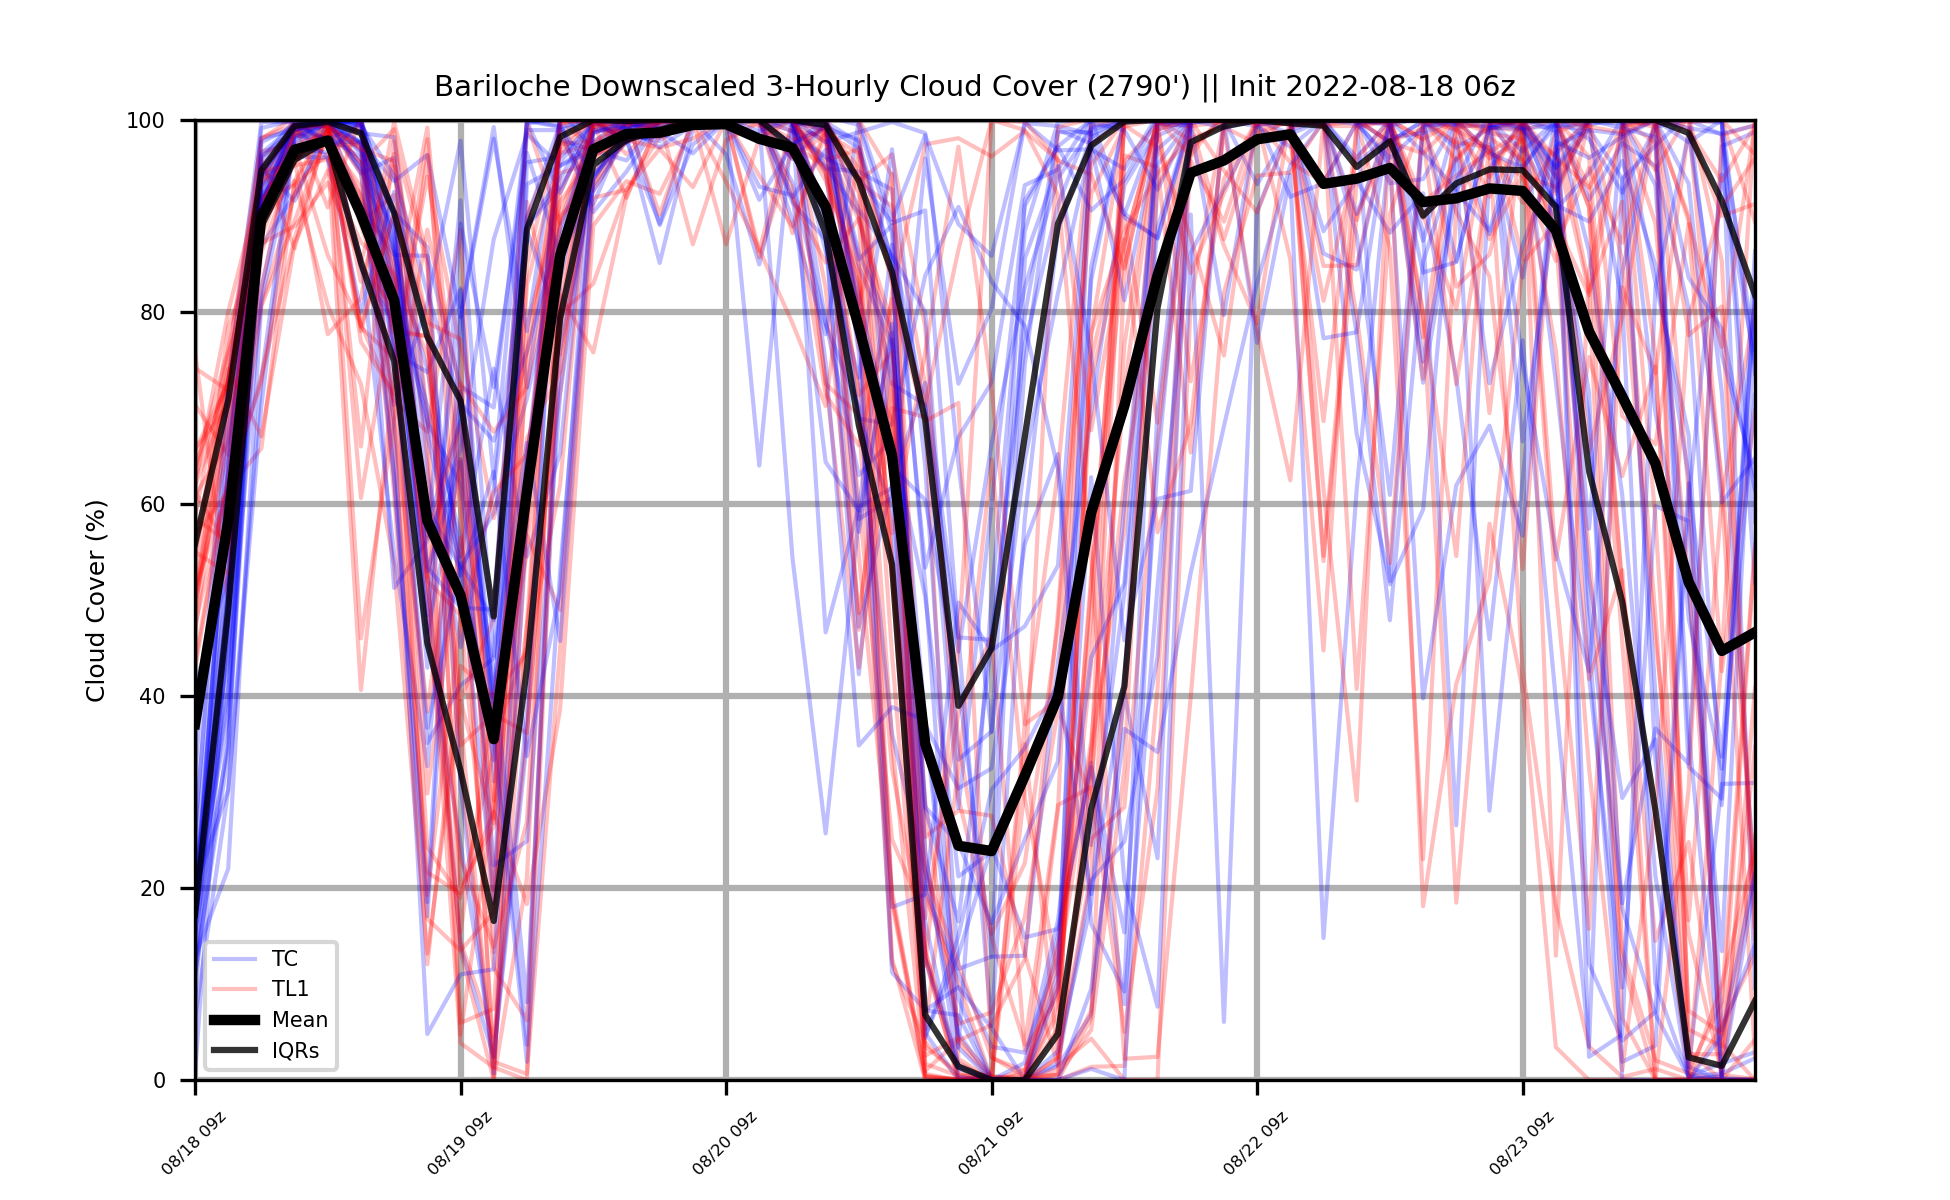 Bariloche Downscaled 3-Hourly Cloud Cover (2790') || Init 2022-08-18 06z
Cloud Cover (%)
100
80
60
40
20
0
TC
TL1
Mean
IQRs
08/18 09z
08/19 09z
08/20 09z
08/21 09z
08/22 09z
08/23 09z